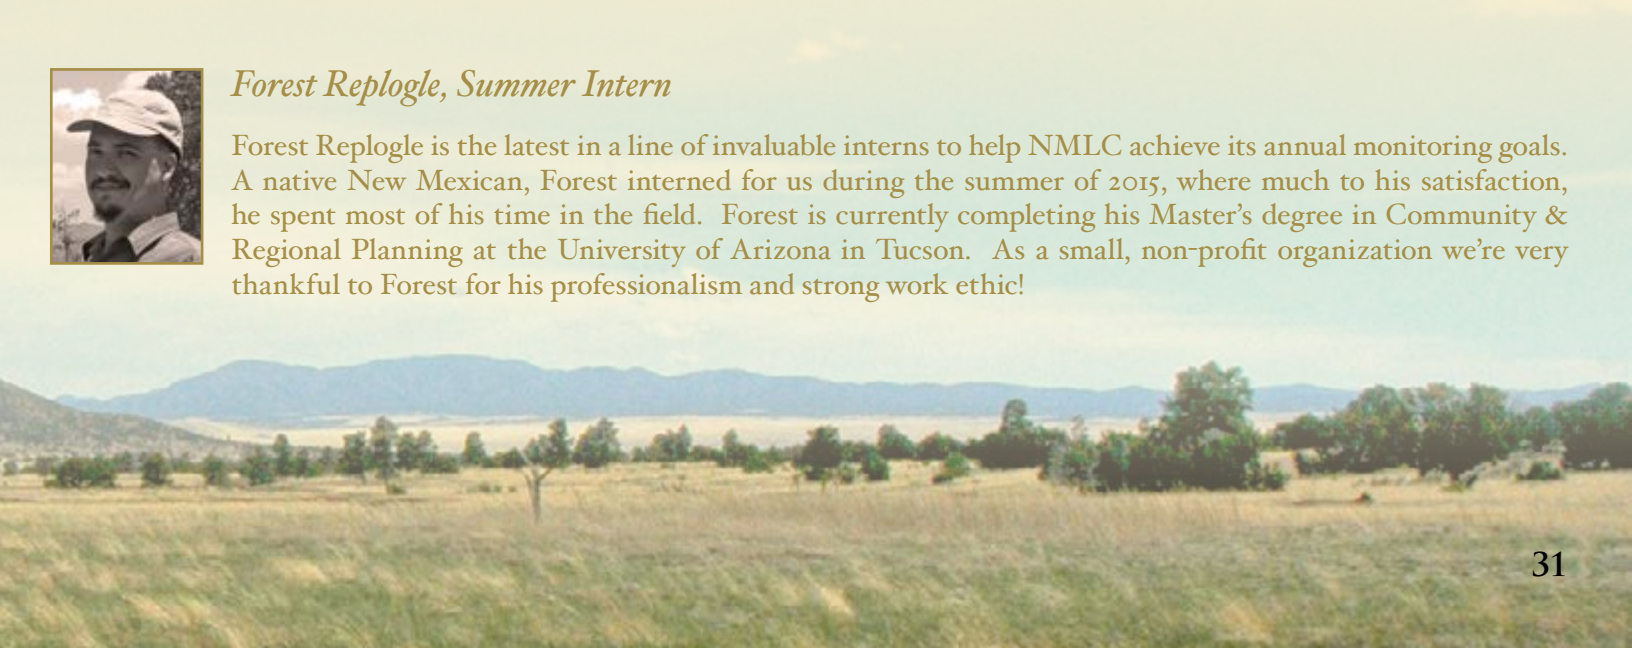 Forest Replogle, Summer Intern
Forest Replogle is the latest in a line of invaluable interns to help NMLC achieve its annual monitoring goals.
A native New Mexican, Forest interned for us during the summer of 2015, where much to his satisfaction,
he spent most of his time in the field. Forest is currently completing his Master’s degree in Community &
Regional Planning at the University of Arizona in Tucson. As a small, non-profit organization we’re very
thankful to Forest for his professionalism and strong work ethic!
31